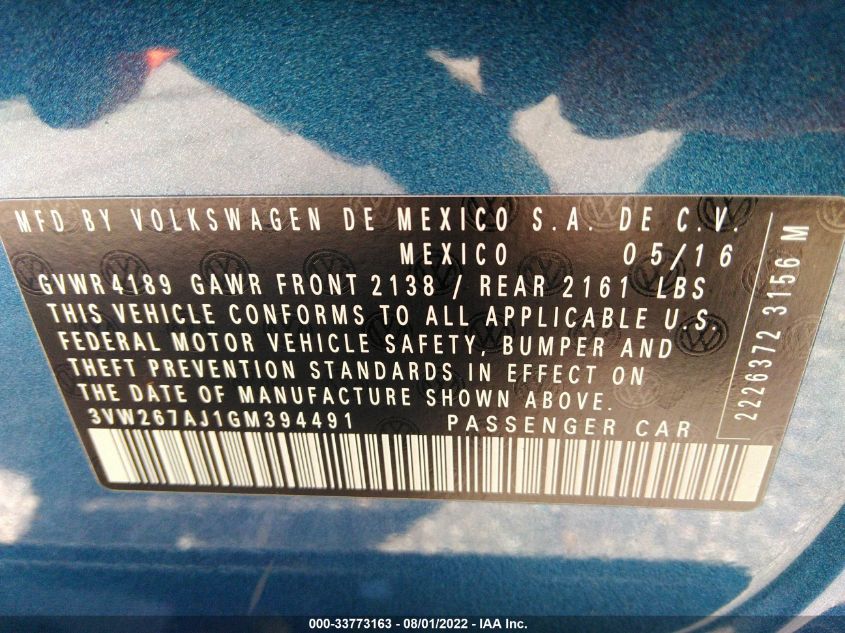 MFD BY VOLKSWAGEN DE MEXICO S.A. DE C.V.
MEXICO 05/16
GVWR 4189 GAWR FRONT 2138 / REAR 2161 LBS
THIS VEHICLE CONFORMS TO ALL APPLICABLE U.S.
FEDERAL MOTOR VEHICLE SAFETY, BUMPER AND
THEFT PREVENTION STANDARDS IN EFFECT ON
THE DATE OF MANUFACTURE SHOWN ABOVE.
3VW267AJ1GM394491 PASSENGER CAR
2226372 3156 M
000-33773163 - 08/01/2022 - IAA Inc.